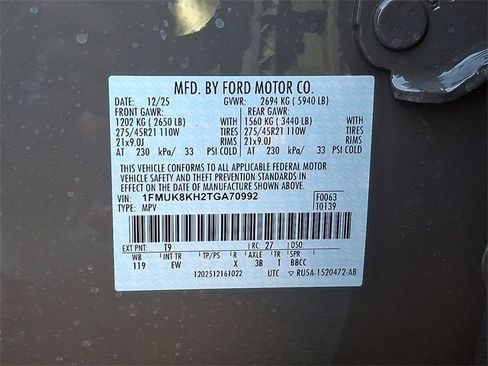 MFD. BY FORD MOTOR CO.
DATE: 12/25 GVWR: 2694 KG ( 5940 LB)
FRONT GAWR: REAR GAWR:
1202 KG ( 2650 LB) WITH 1560 KG ( 3440 LB) WITH
275/45R21 110W TIRES 275/45R21 110W TIRES
21x9.0J RIMS 21x9.0J RIMS
AT 230 kPa/ 33 PSI COLD AT 230 kPa/ 33 PSI COLD
THIS VEHICLE CONFORMS TO ALL APPLICABLE FEDERAL MOTOR
VEHICLE SAFETY AND THEFT PREVENTION STANDARDS IN
EFFECT ON THE DATE OF MANUFACTURE SHOWN ABOVE.
VIN: 1FMUK8KH2TGA70992 F0063
TYPE: MPV T0139
EXT PNT: T9 RC: 27 DSO:
WB INT TR TP/PS R AXLE TR SPR
119 EW X 3B T BBCC
1202512161022 UTC RU5A-1520472-AB